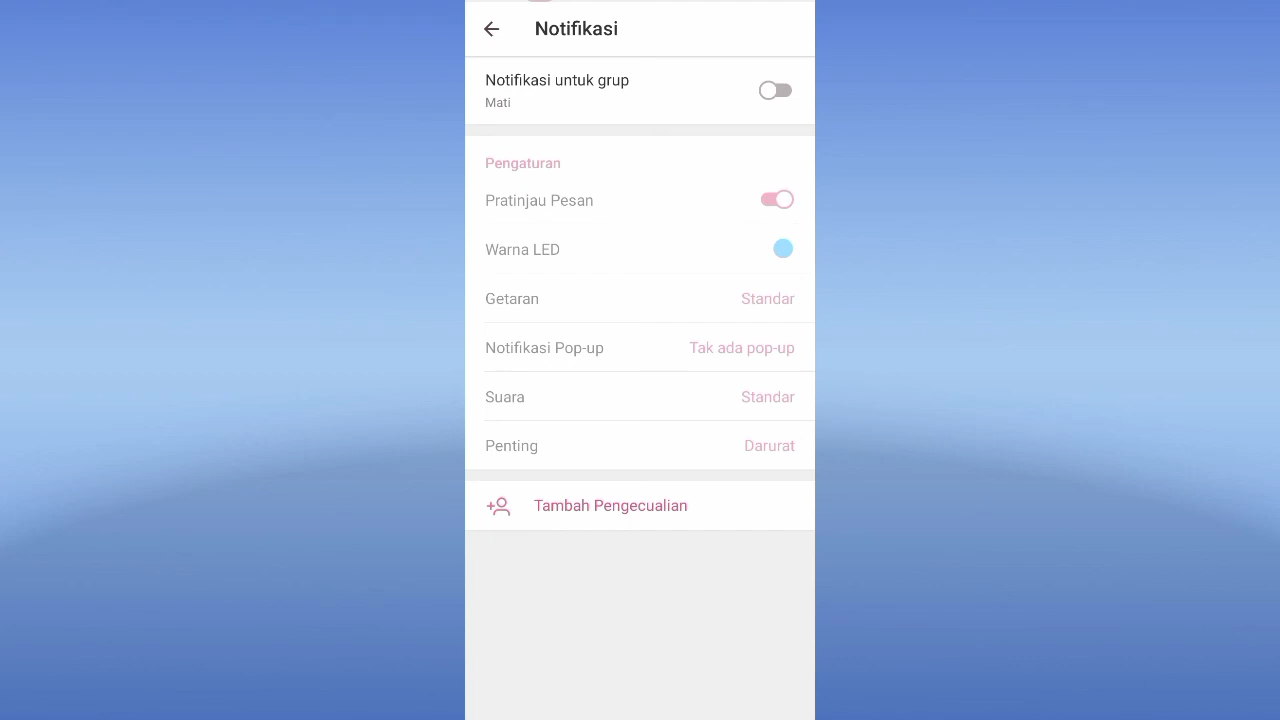 Notifikasi
Notifikasi untuk grup
Mati
Pengaturan
Pratinjau Pesan
Warna LED
Getaran Standar
Notifikasi Pop-up Tak ada pop-up
Suara Standar
Penting Darurat
Tambah Pengecualian